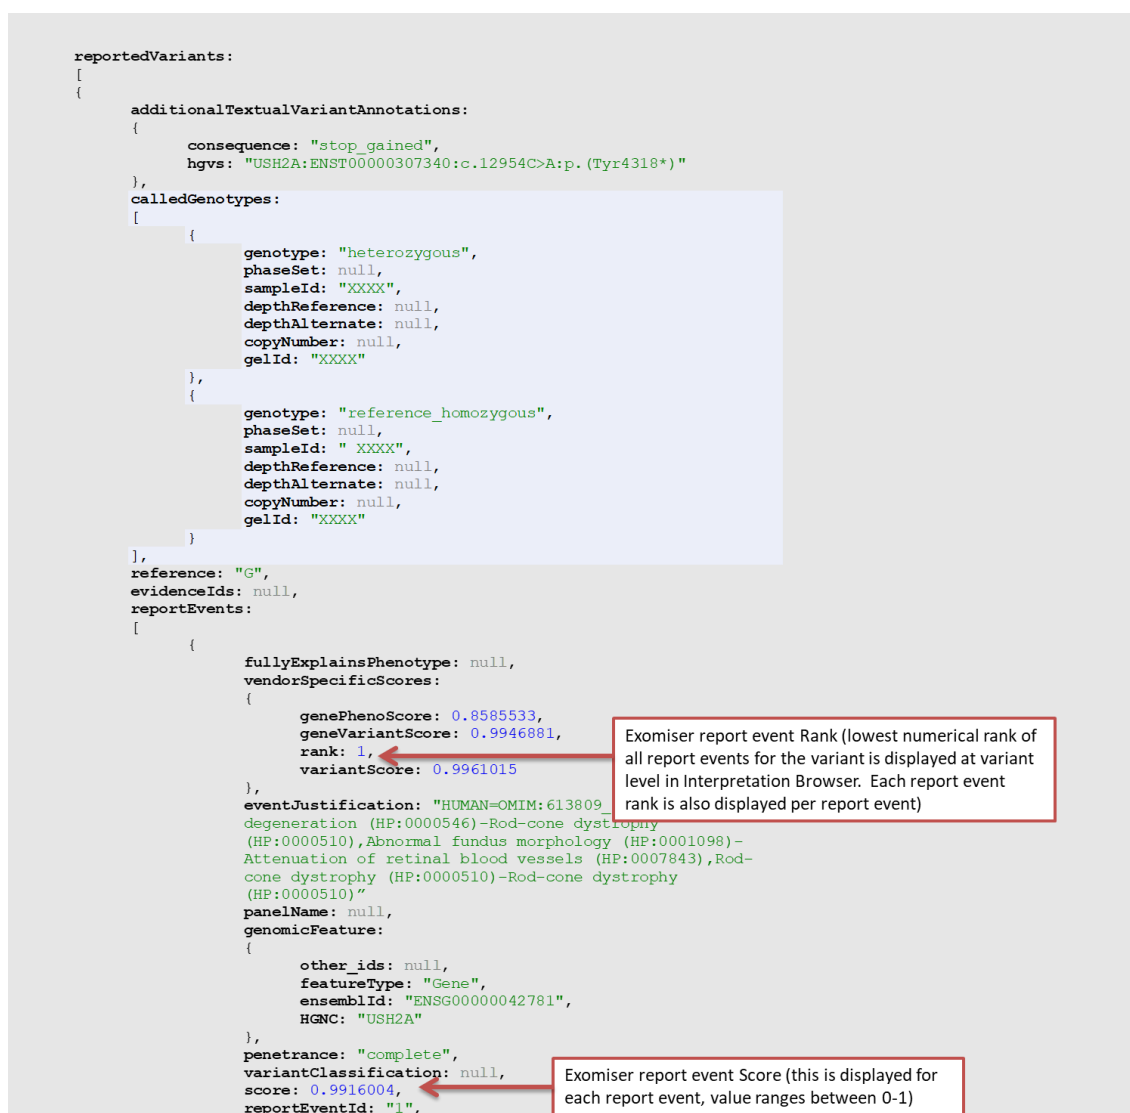 reportedVariants:
[
{
additionalTextualVariantAnnotations:
{
consequence: "stop_gained",
hgvs: "USH2A:ENST00000307340:c.12954C>A:p.(Tyr4318*)"
},
calledGenotypes:
[
{
genotype: "heterozygous",
phaseSet: null,
sampleId: "XXXX",
depthReference: null,
depthAlternate: null,
copyNumber: null,
gelId: "XXXX"
},
{
genotype: "reference_homozygous",
phaseSet: null,
sampleId: " XXXX",
depthReference: null,
depthAlternate: null,
copyNumber: null,
gelId: "XXXX"
}
],
reference: "G",
evidenceIds: null,
reportEvents:
[
{
fullyExplainsPhenotype: null,
vendorSpecificScores:
{
genePhenoScore: 0.8585533,
geneVariantScore: 0.9946881,
rank: 1,
variantScore: 0.9961015
},
Exomiser report event Rank (lowest numerical rank of
all report events for the variant is displayed at variant
level in Interpretation Browser.  Each report event
rank is also displayed per report event)
eventJustification: "HUMAN=OMIM:613809_
degeneration (HP:0000546)-Rod-cone dystrophy
(HP:0000510),Abnormal fundus morphology (HP:0001098)-
Attenuation of retinal blood vessels (HP:0007843),Rod-
cone dystrophy (HP:0000510)-Rod-cone dystrophy
(HP:0000510)”
panelName: null,
genomicFeature:
{
other_ids: null,
featureType: "Gene",
ensemblId: "ENSG00000042781",
HGNC: "USH2A"
},
penetrance: "complete",
variantClassification: null,
score: 0.9916004,
reportEventId: "1",
Exomiser report event Score (this is displayed for
each report event, value ranges between 0-1)